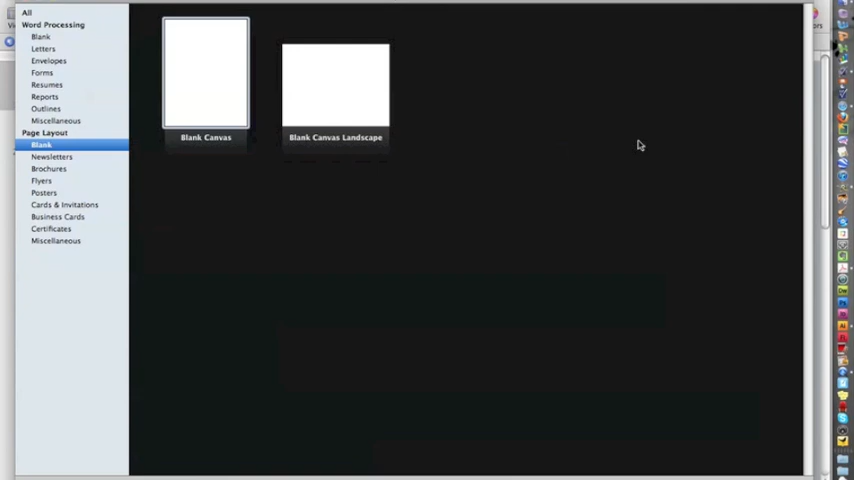 All
Word Processing
Blank
Letters
Envelopes
Forms
Resumes
Reports
Outlines
Miscellaneous
Page Layout
Blank
Newsletters
Brochures
Flyers
Posters
Cards & Invitations
Business Cards
Certificates
Miscellaneous
Blank Canvas
Blank Canvas Landscape